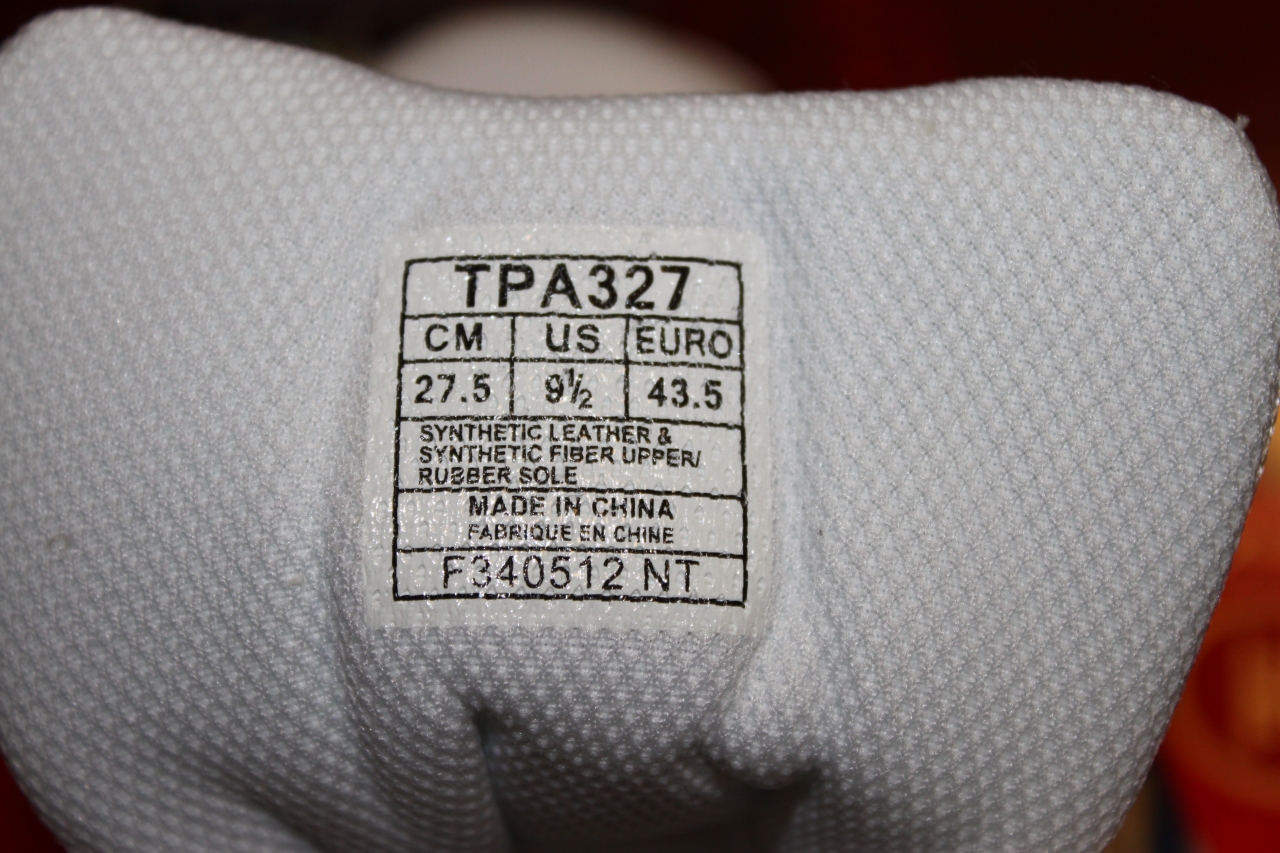 TPA327
CM US EURO
27.5 9½ 43.5
SYNTHETIC LEATHER &
SYNTHETIC FIBER UPPER/
RUBBER SOLE
MADE IN CHINA
FABRIQUE EN CHINE
F340512 NT